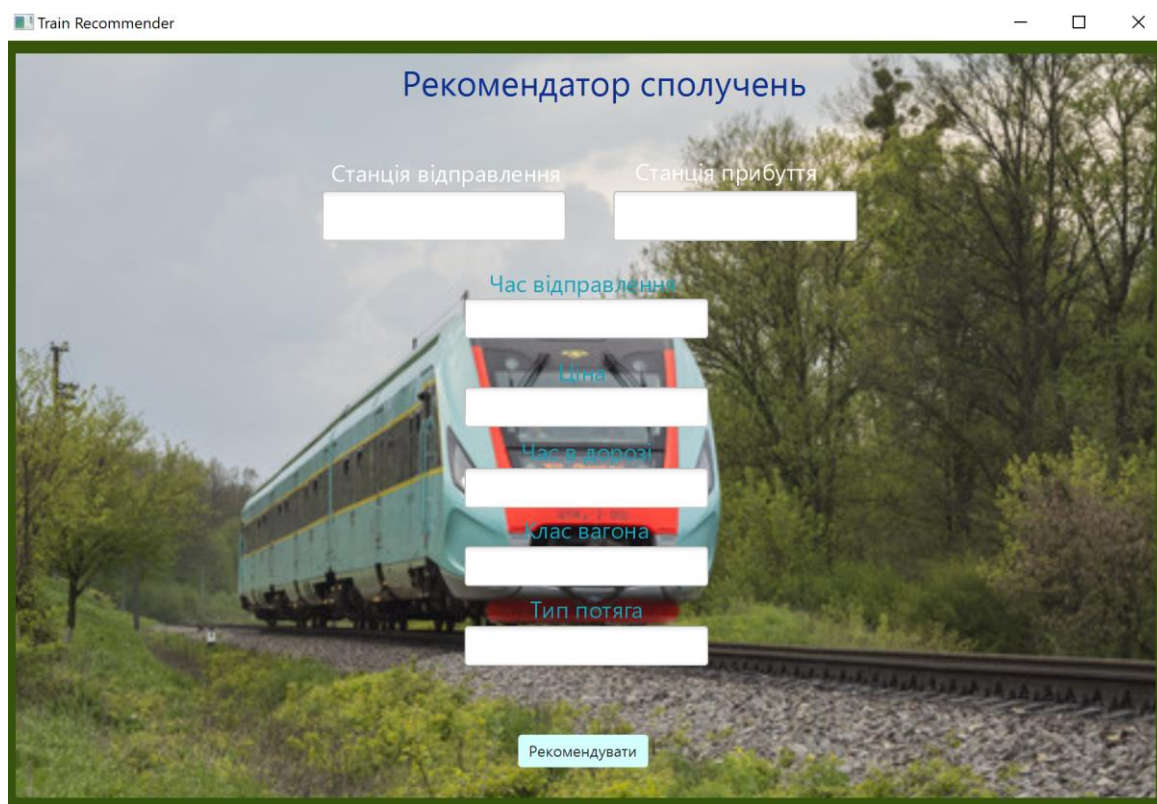 Train Recommender
Рекомендатор сполучень
Станція відправлення
Станція прибуття
Час відправлення
Ціна
Час в дорозі
Клас вагона
Тип потяга
Рекомендувати